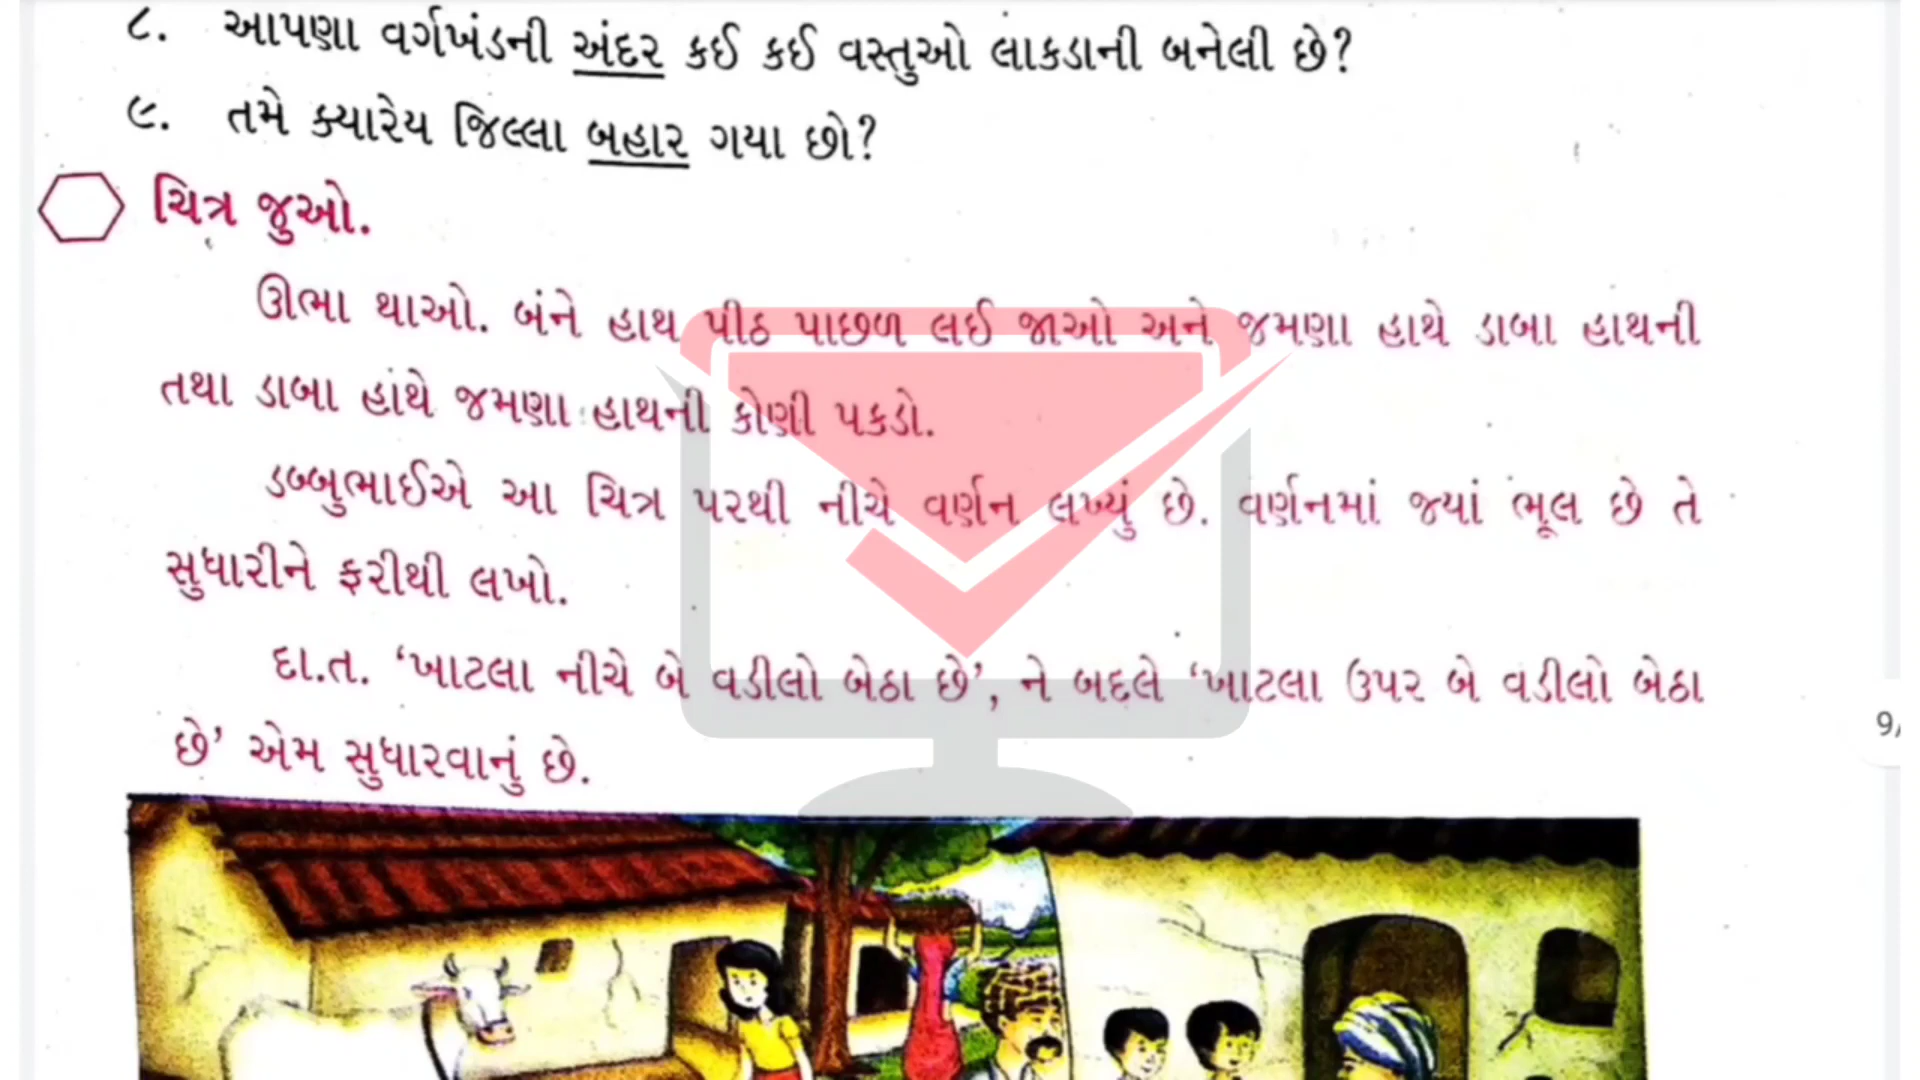 ૮. આપણા વર્ગખંડની અંદર કઈ કઈ વસ્તુઓ લાકડાની બનેલી છે?
૯. તમે ક્યારેય જિલ્લા બહાર ગયા છો?
ચિત્ર જુઓ.
ઊભા થાઓ. બંને હાથ પીઠ પાછળ લઈ જાઓ અને જમણા હાથે ડાબા હાથની
તથા ડાબા હાથે જમણા હાથની કોણી પકડો.
ડબ્બુભાઈએ આ ચિત્ર પરથી નીચે વર્ણન લખ્યું છે. વર્ણનમાં જ્યાં ભૂલ છે તે
સુધારીને ફરીથી લખો.
દા.ત. ‘ખાટલા નીચે બે વડીલો બેઠા છે’, ને બદલે ‘ખાટલા ઉપર બે વડીલો બેઠા
છે’ એમ સુધારવાનું છે.
9/